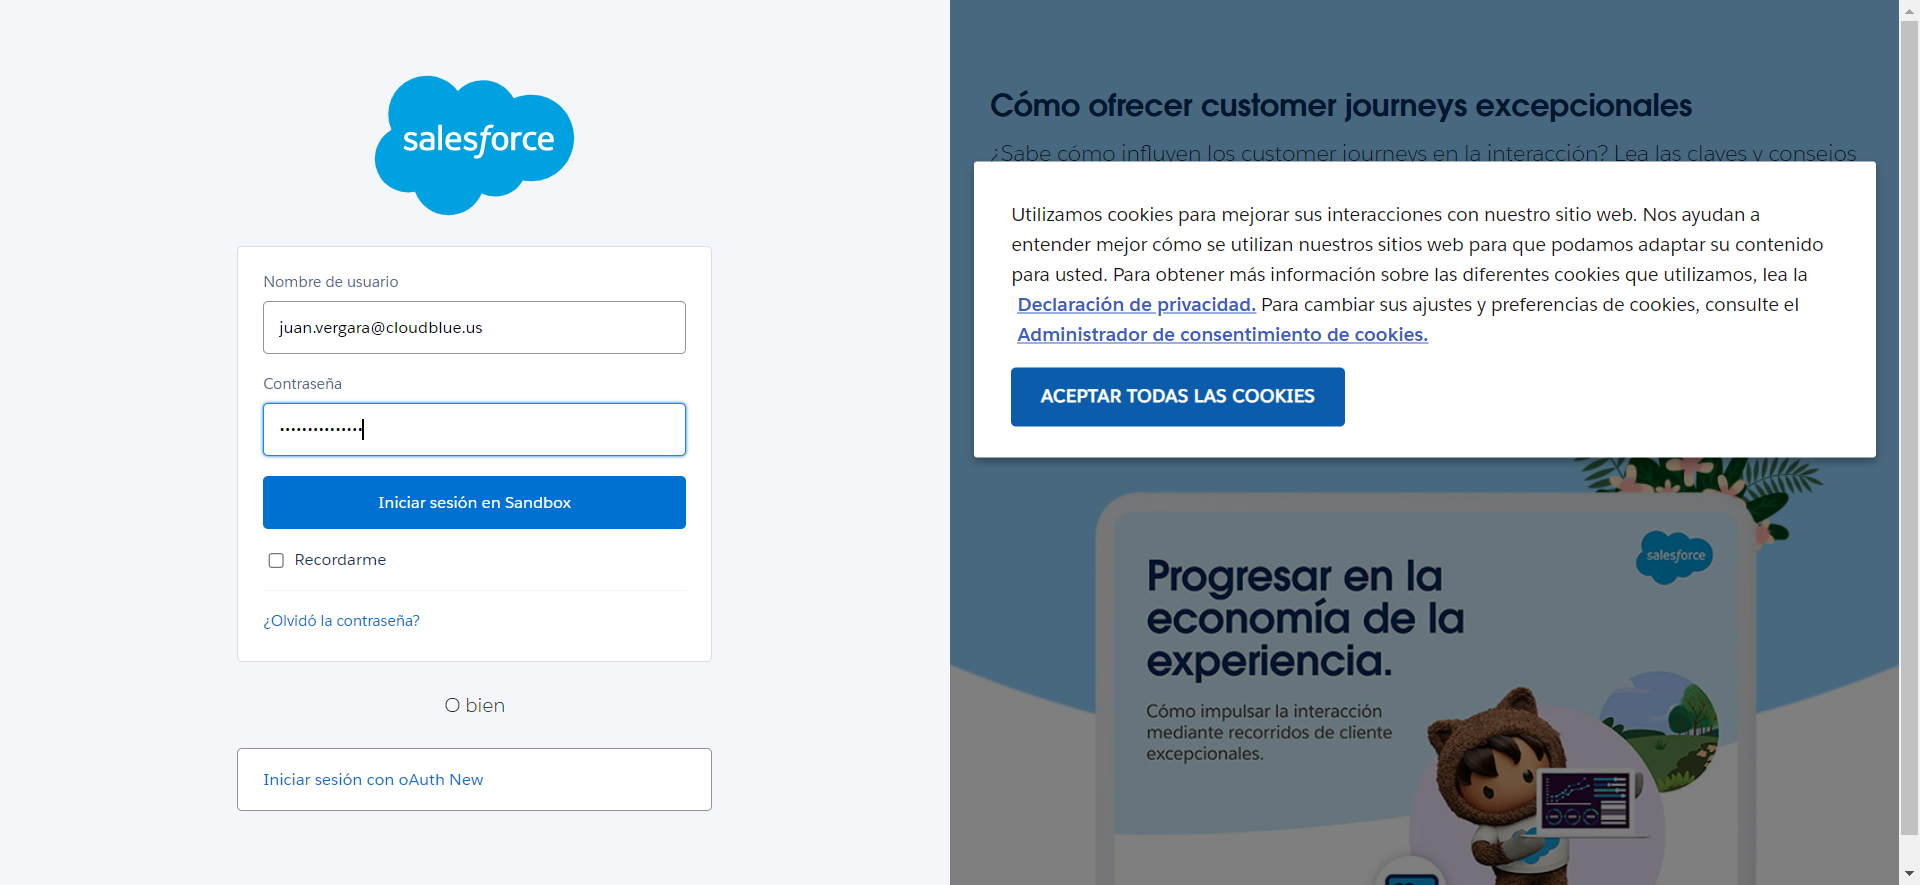 salesforce
Nombre de usuario
juan.vergara@cloudblue.us
Contraseña
•••••••••••••••
Iniciar sesión en Sandbox
Recordarme
¿Olvidó la contraseña?
O bien
Iniciar sesión con oAuth New
Cómo ofrecer customer journeys excepcionales
¿Sabe cómo influyen los customer journeys en la interacción? Lea las claves y consejos
Utilizamos cookies para mejorar sus interacciones con nuestro sitio web. Nos ayudan a
entender mejor cómo se utilizan nuestros sitios web para que podamos adaptar su contenido
para usted. Para obtener más información sobre las diferentes cookies que utilizamos, lea la
Declaración de privacidad. Para cambiar sus ajustes y preferencias de cookies, consulte el
Administrador de consentimiento de cookies.
ACEPTAR TODAS LAS COOKIES
salesforce
Progresar en la
economía de la
experiencia.
Cómo impulsar la interacción
mediante recorridos de cliente
excepcionales.